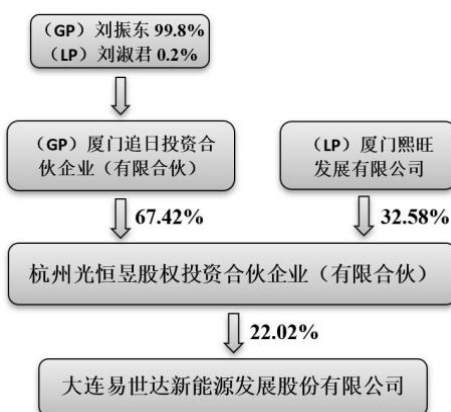 （GP）刘振东 99.8%
（LP）刘淑君 0.2%
（GP）厦门追日投资合
伙企业（有限合伙）
（LP）厦门熙旺
发展有限公司
67.42%
32.58%
杭州光恒昱股权投资合伙企业（有限合伙）
22.02%
大连易世达新能源发展股份有限公司